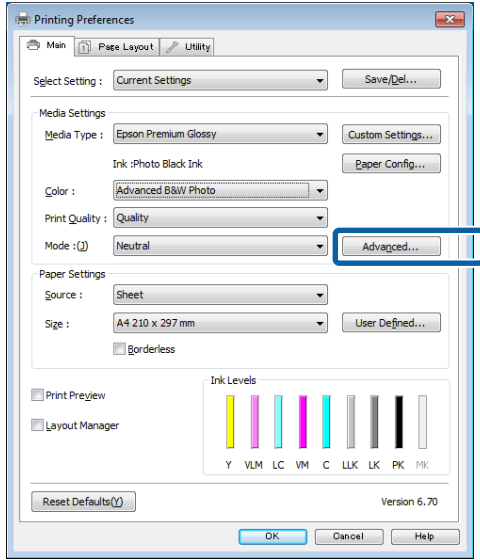 Printing Preferences
Main Page Layout Utility
Select Setting : Current Settings Save/Del...
Media Settings
Media Type : Epson Premium Glossy Custom Settings...
Ink :Photo Black Ink Paper Config...
Color : Advanced B&W Photo
Print Quality : Quality
Mode :(J) Neutral Advanced...
Paper Settings
Source : Sheet
Size : A4 210 x 297 mm User Defined...
Borderless
Ink Levels
Print Preview
Layout Manager
Y VLM LC VM C LLK LK PK MK
Reset Defaults(Y) Version 6.70
OK Cancel Help